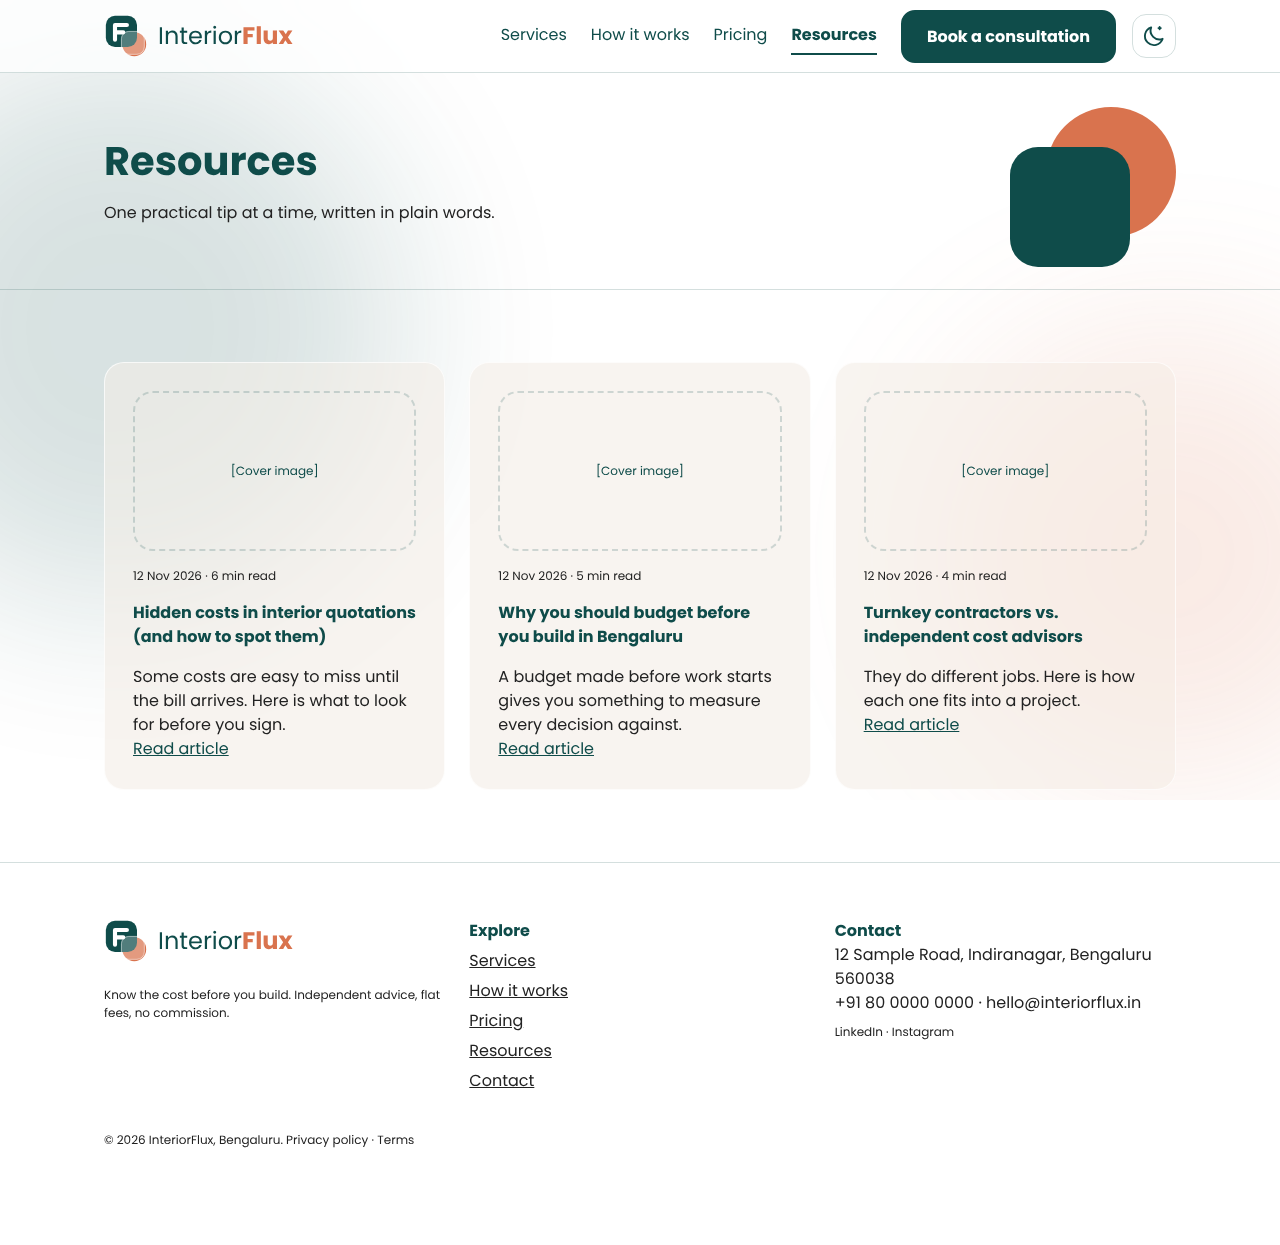 InteriorFlux
Services
How it works
Pricing
Resources
Book a consultation
Resources
One practical tip at a time, written in plain words.
[Cover image]
12 Nov 2026 · 6 min read
Hidden costs in interior quotations
(and how to spot them)
Some costs are easy to miss until
the bill arrives. Here is what to look
for before you sign.
Read article
[Cover image]
12 Nov 2026 · 5 min read
Why you should budget before
you build in Bengaluru
A budget made before work starts
gives you something to measure
every decision against.
Read article
[Cover image]
12 Nov 2026 · 4 min read
Turnkey contractors vs.
independent cost advisors
They do different jobs. Here is how
each one fits into a project.
Read article
InteriorFlux
Know the cost before you build. Independent advice, flat
fees, no commission.
Explore
Services
How it works
Pricing
Resources
Contact
Contact
12 Sample Road, Indiranagar, Bengaluru
560038
+91 80 0000 0000 · hello@interiorflux.in
LinkedIn · Instagram
© 2026 InteriorFlux, Bengaluru. Privacy policy · Terms